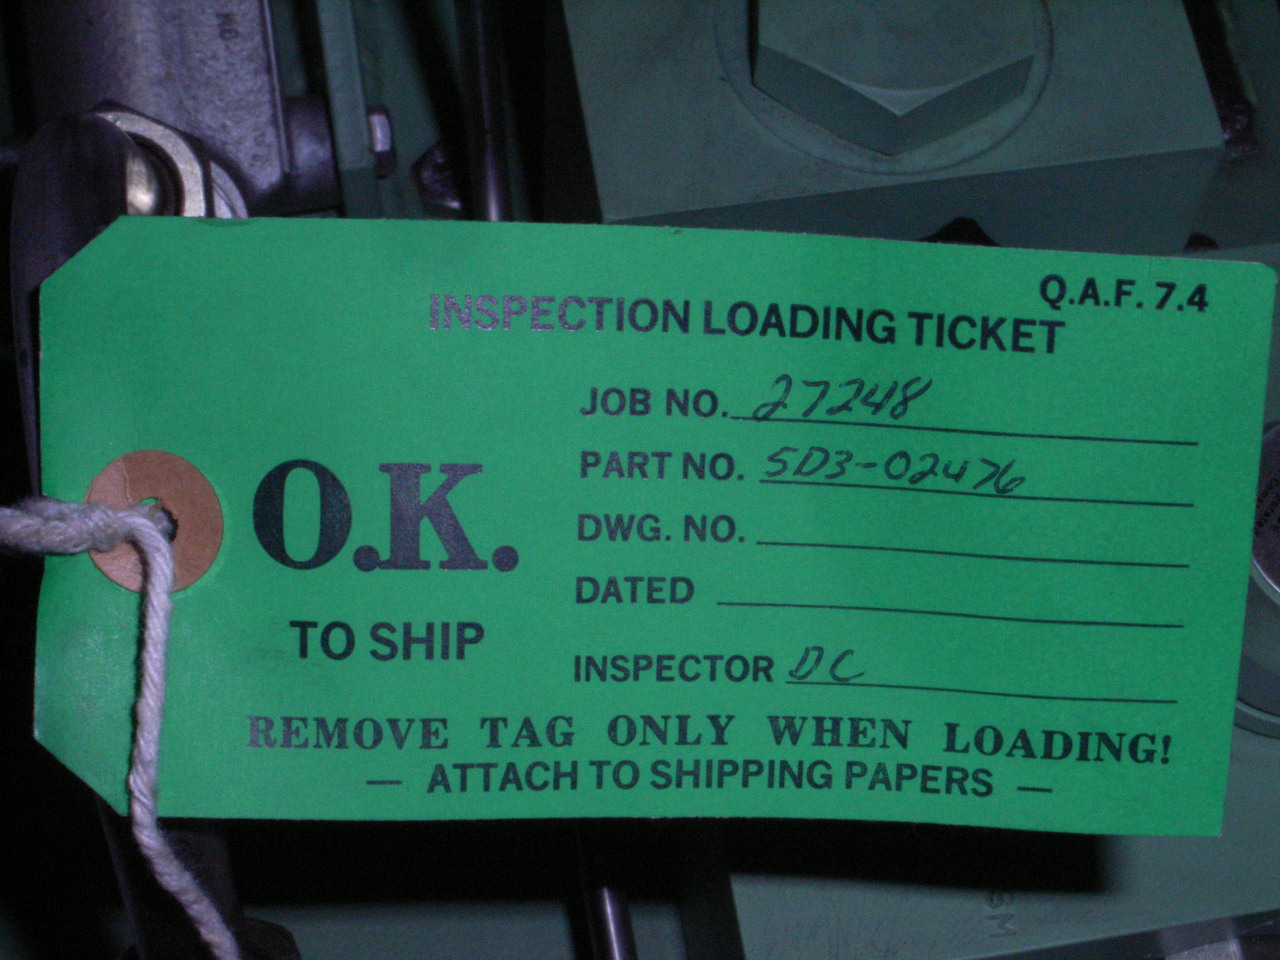 Q.A.F. 7.4
INSPECTION LOADING TICKET
JOB NO. 27248
PART NO. SD3-02476
DWG. NO.
DATED
INSPECTOR DC
O.K.
TO SHIP
REMOVE TAG ONLY WHEN LOADING!
— ATTACH TO SHIPPING PAPERS —